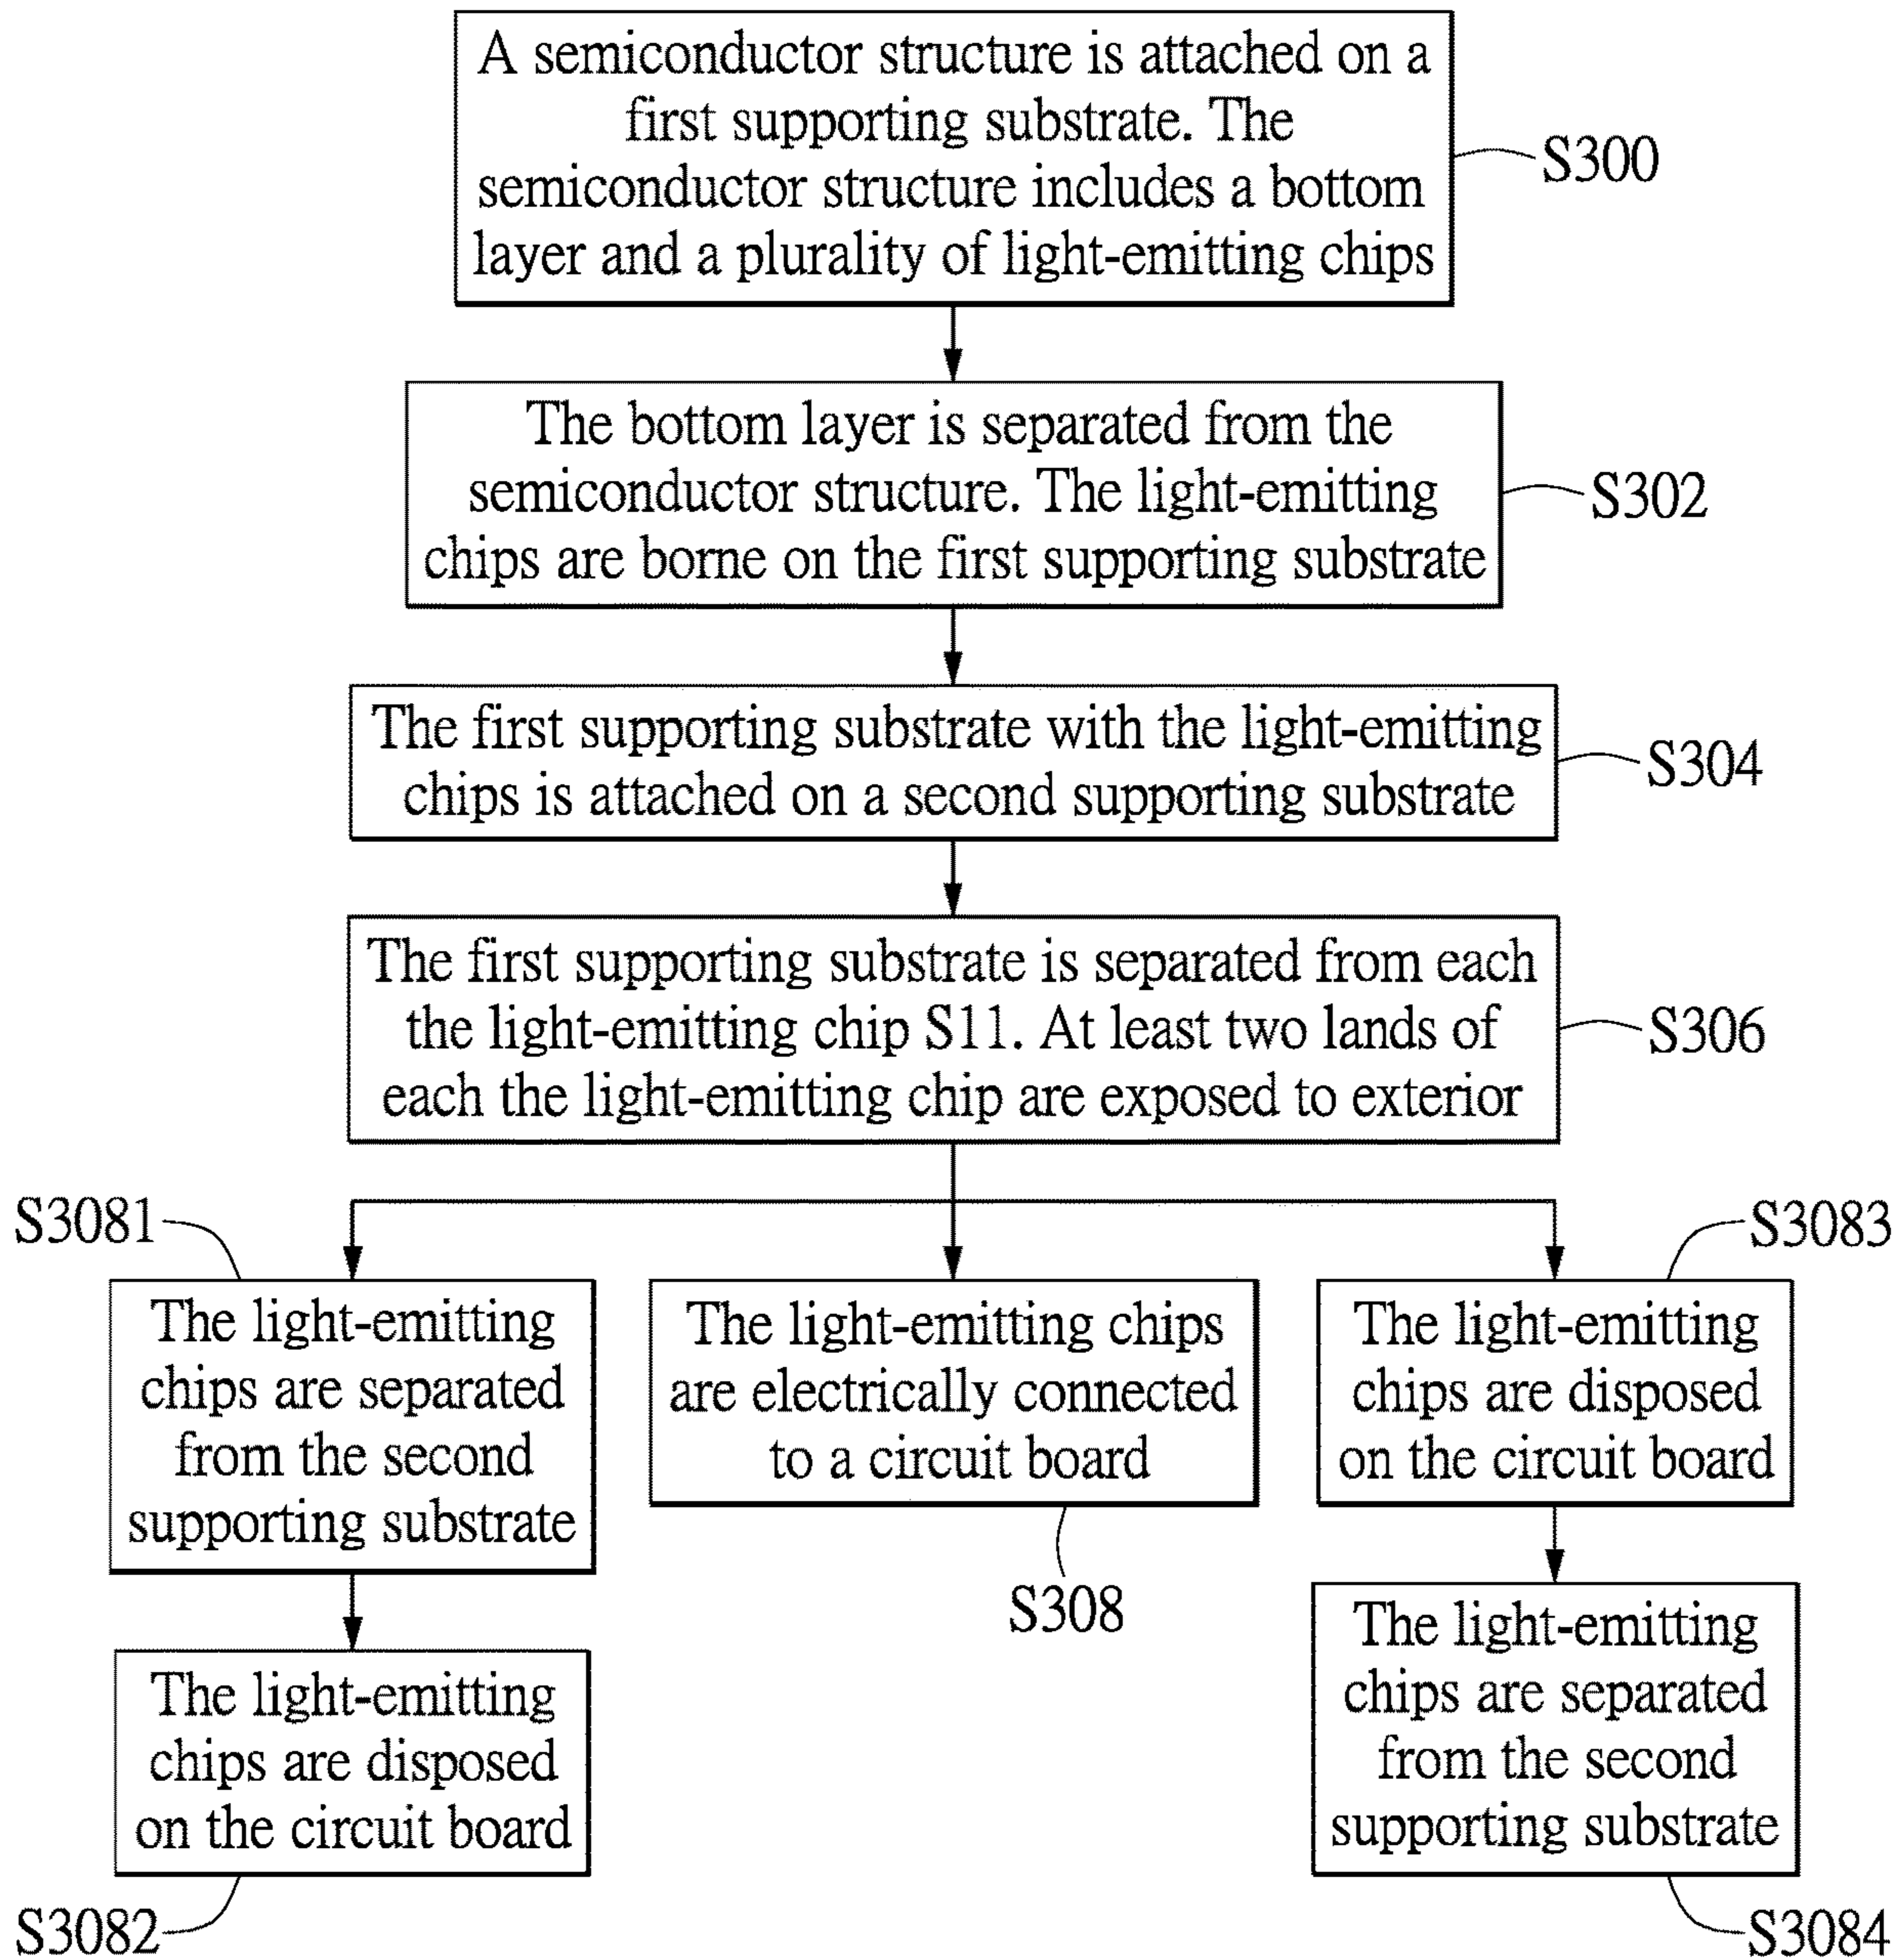 A semiconductor structure is attached on a
first supporting substrate. The
semiconductor structure includes a bottom
layer and a plurality of light-emitting chips
S300
The bottom layer is separated from the
semiconductor structure. The light-emitting
chips are borne on the first supporting substrate
S302
The first supporting substrate with the light-emitting
chips is attached on a second supporting substrate
S304
The first supporting substrate is separated from each
the light-emitting chip S11. At least two lands of
each the light-emitting chip are exposed to exterior
S306
S3081
The light-emitting
chips are separated
from the second
supporting substrate
The light-emitting
chips are disposed
on the circuit board
S3082
The light-emitting chips
are electrically connected
to a circuit board
S308
S3083
The light-emitting
chips are disposed
on the circuit board
The light-emitting
chips are separated
from the second
supporting substrate
S3084